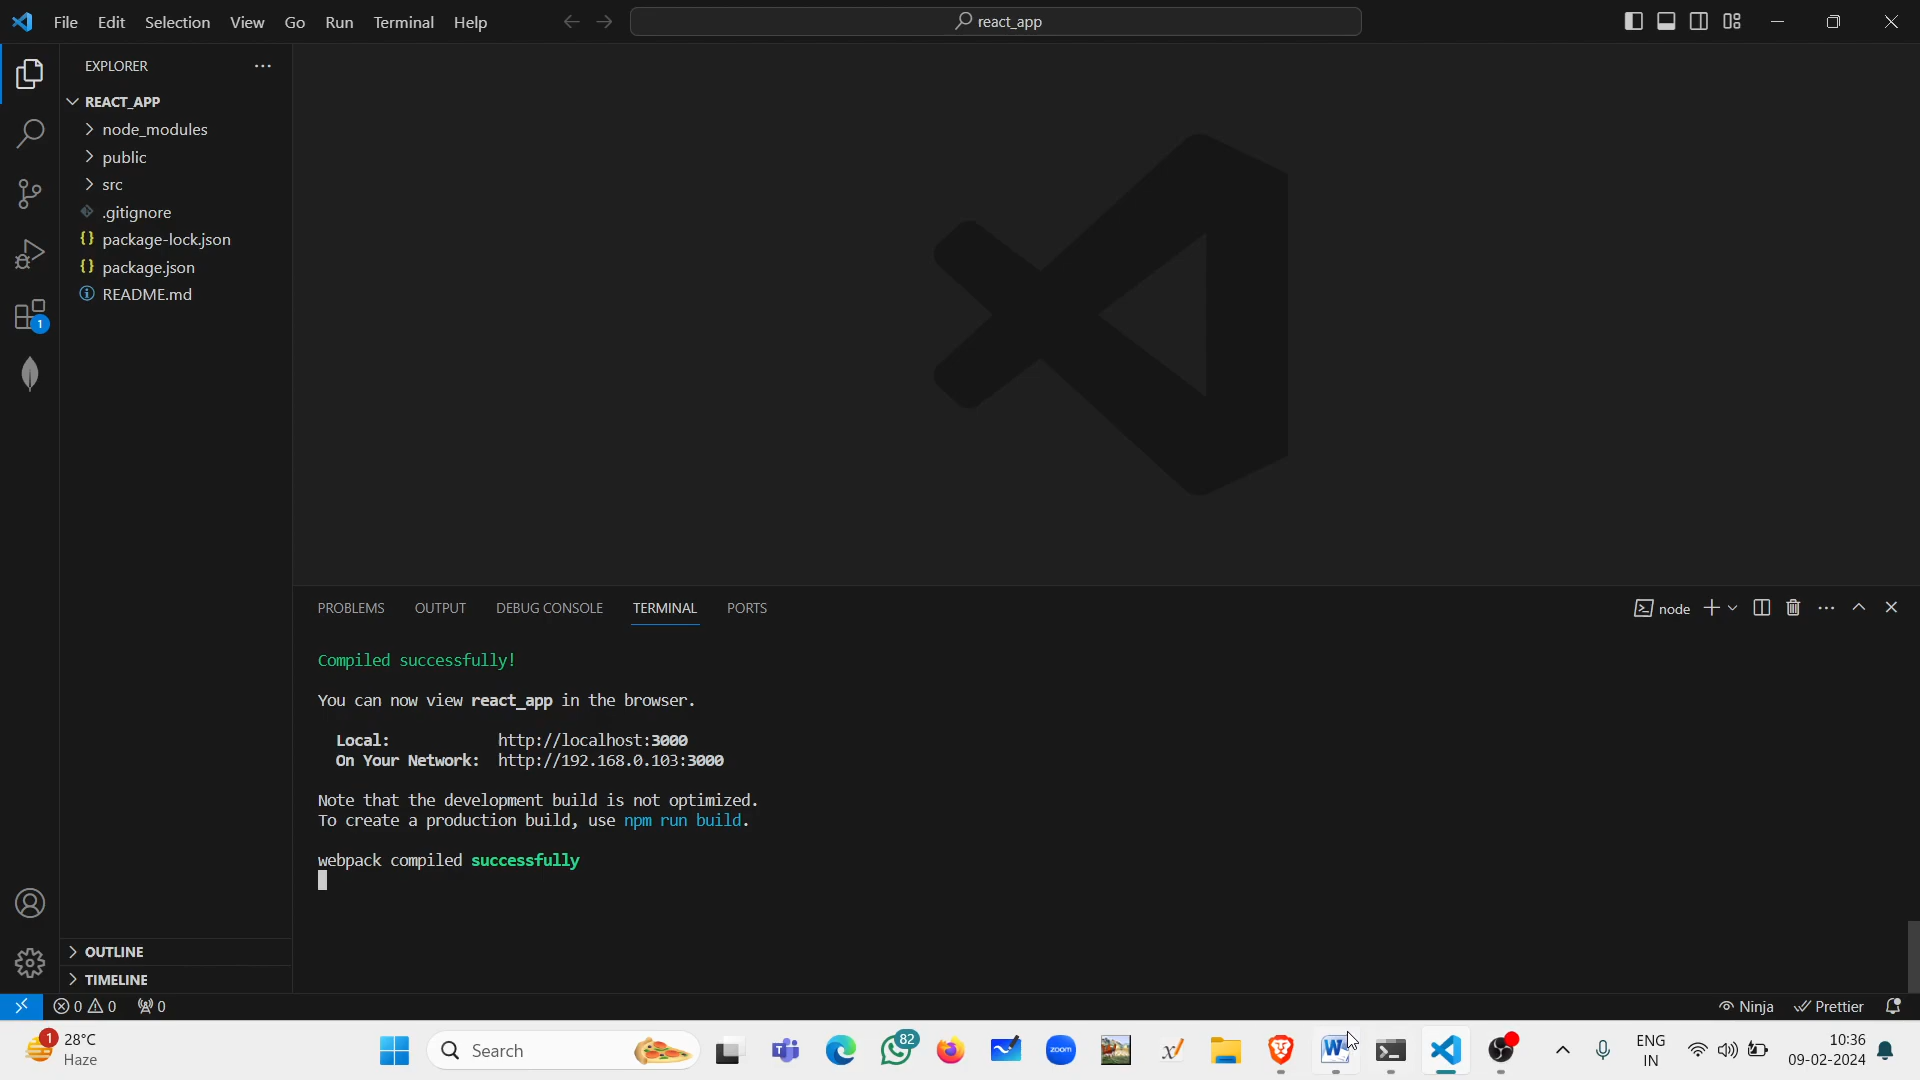 File Edit Selection View Go Run Terminal Help
react_app
EXPLORER
REACT_APP
node_modules
public
src
.gitignore
package-lock.json
package.json
README.md
1
PROBLEMS OUTPUT DEBUG CONSOLE TERMINAL PORTS
node
Compiled successfully!
You can now view react_app in the browser.
Local: http://localhost:3000
On Your Network: http://192.168.0.103:3000
Note that the development build is not optimized.
To create a production build, use npm run build.
webpack compiled successfully
OUTLINE
TIMELINE
0 0 0
Ninja Prettier
1 28°C
Haze
Search
82
zoom
ENG
IN
10:36
09-02-2024